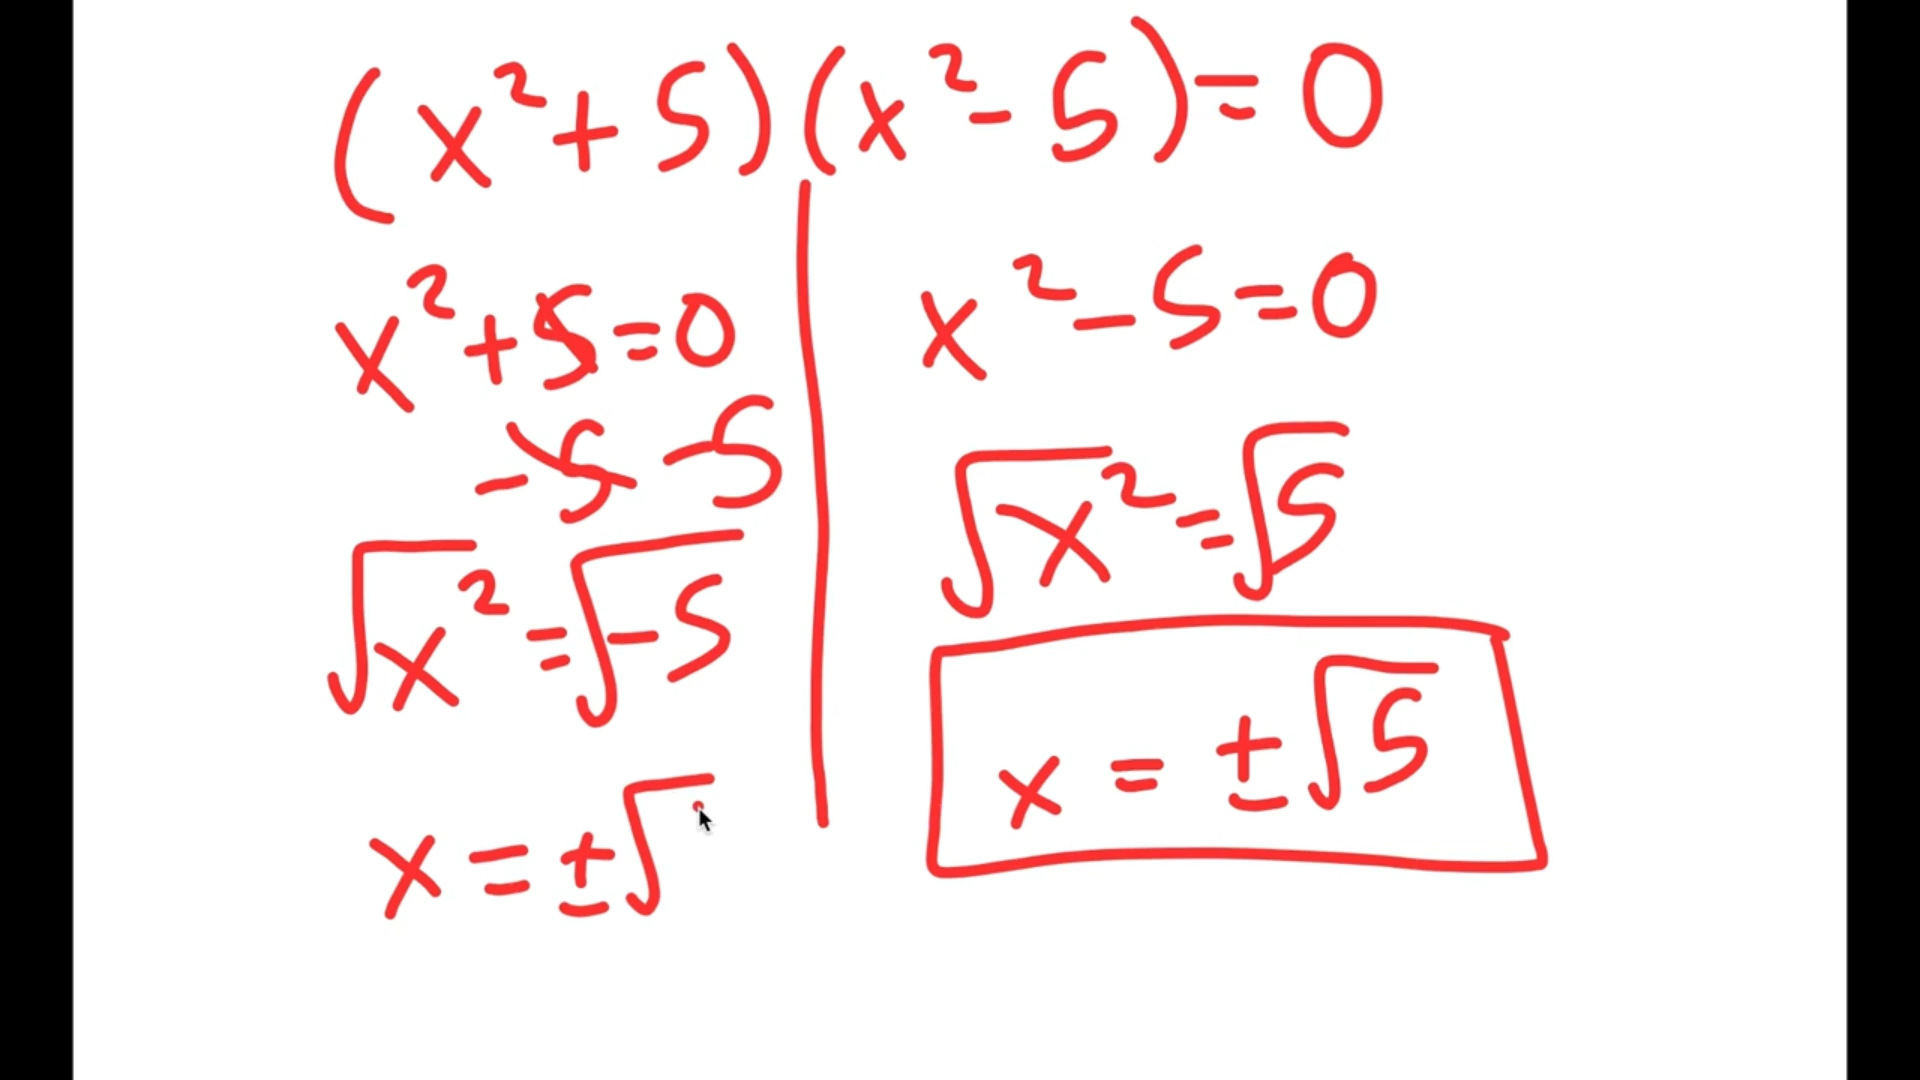 (x²+5)(x²-5)=0
x²+5=0
-5 -5
√x²=√-5
x=±√
x²-5=0
√x²=√5
x=±√5